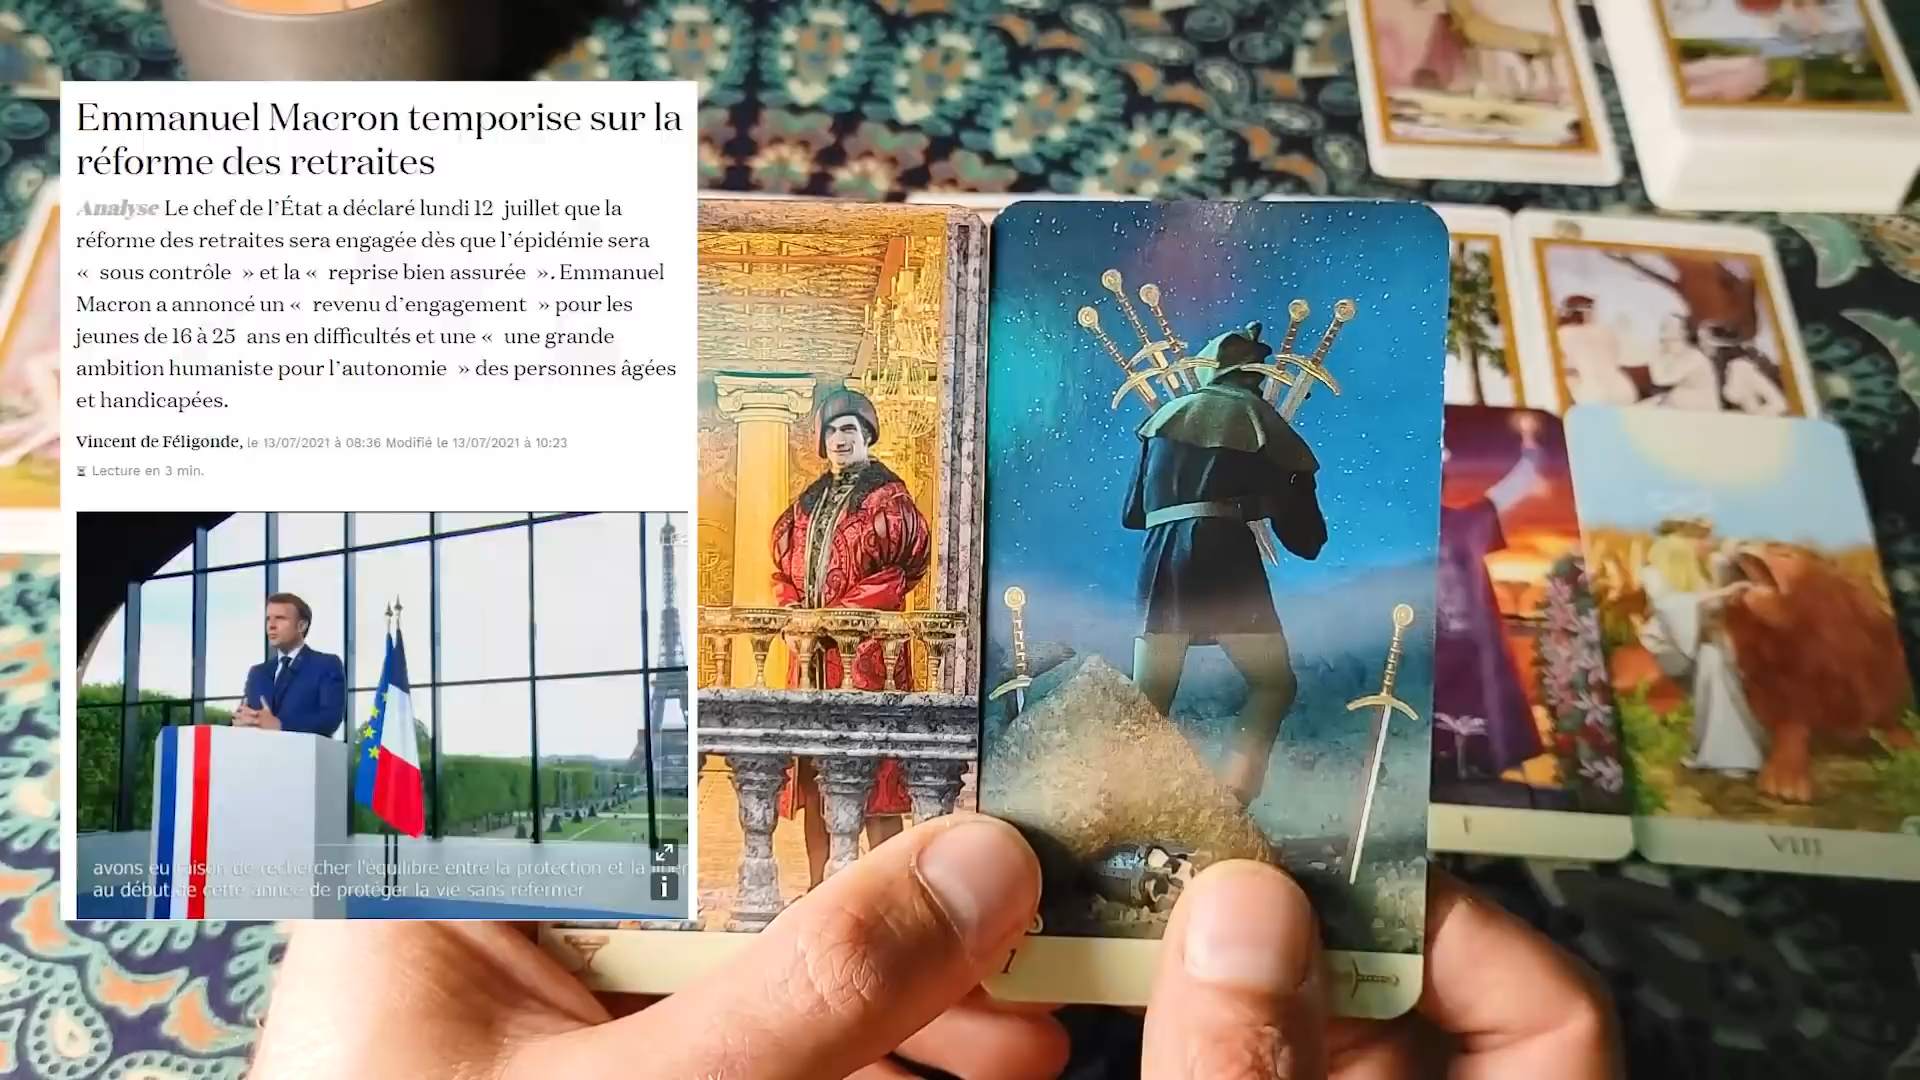 Emmanuel Macron temporise sur la
réforme des retraites
Analyse Le chef de l’État a déclaré lundi 12 juillet que la
réforme des retraites sera engagée dès que l’épidémie sera
« sous contrôle » et la « reprise bien assurée ». Emmanuel
Macron a annoncé un « revenu d’engagement » pour les
jeunes de 16 à 25 ans en difficultés et une « une grande
ambition humaniste pour l’autonomie » des personnes âgées
et handicapées.
Vincent de Féligonde, le 13/07/2021 à 08:36 Modifié le 13/07/2021 à 10:23
Lecture en 3 min.
avons eu raison de rechercher l'équilibre entre la protection et la
au début de cette année de protéger la vie sans refermer
i
1
I
VIII